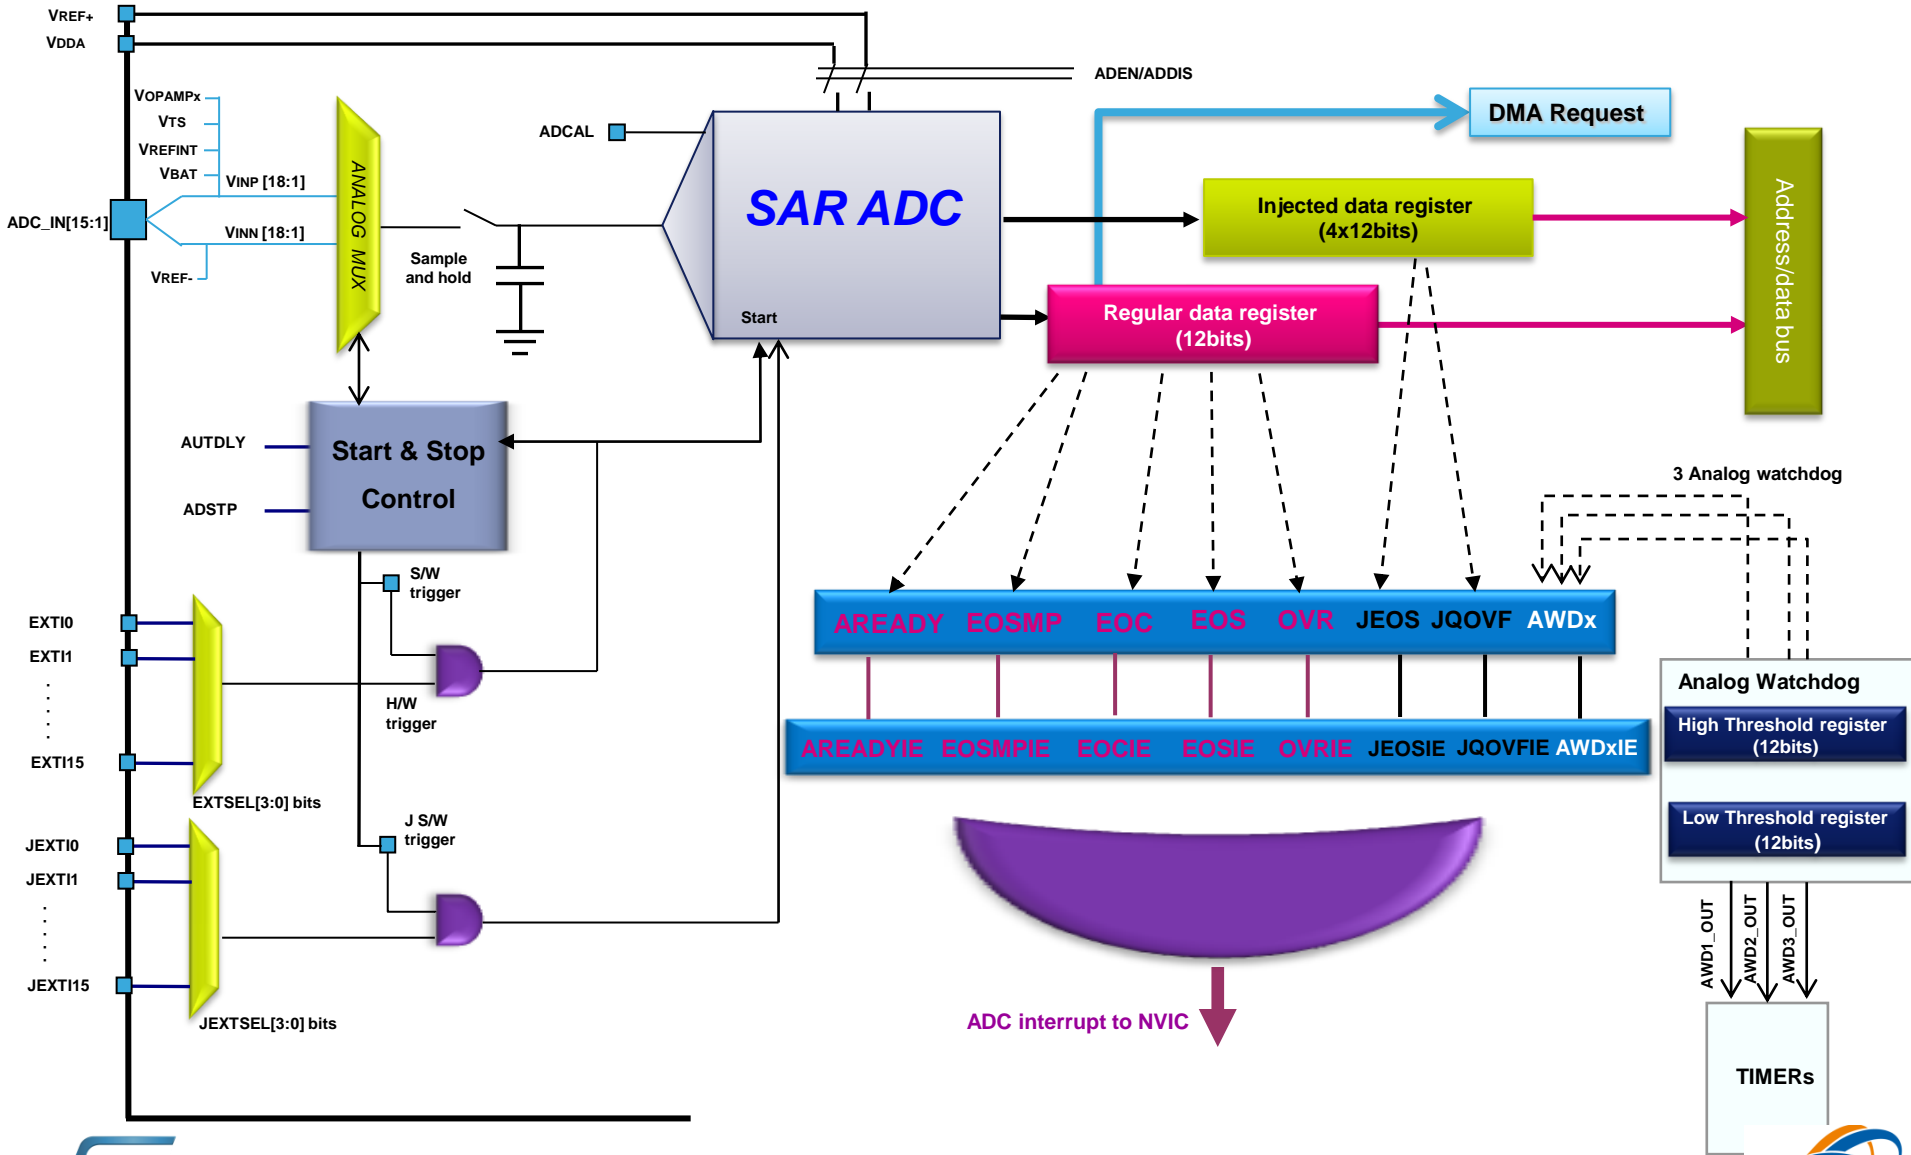 VREF+
VDDA
ADEN/ADDIS
VOPAMPx
VTS
VREFINT
VBAT
VINP [18:1]
ADC_IN[15:1]
VINN [18:1]
VREF-
ANALOG MUX
Sample
and hold
ADCAL
SAR ADC
Start
DMA Request
Injected data register
(4x12bits)
Regular data register
(12bits)
Address/data bus
AUTDLY
ADSTP
Start & Stop
Control
S/W
trigger
H/W
trigger
EXTI0
EXTI1
. . . . . .
EXTI15
EXTSEL[3:0] bits
J S/W
trigger
JEXTI0
JEXTI1
. . . . . .
JEXTI15
JEXTSEL[3:0] bits
3 Analog watchdog
AREADY EOSMP EOC EOS OVR JEOS JQOVF AWDx
AREADYIE EOSMPIE EOCIE EOSIE OVRIE JEOSIE JQOVFIE AWDxIE
ADC interrupt to NVIC
Analog Watchdog
High Threshold register
(12bits)
Low Threshold register
(12bits)
AWD1_OUT
AWD2_OUT
AWD3_OUT
TIMERs